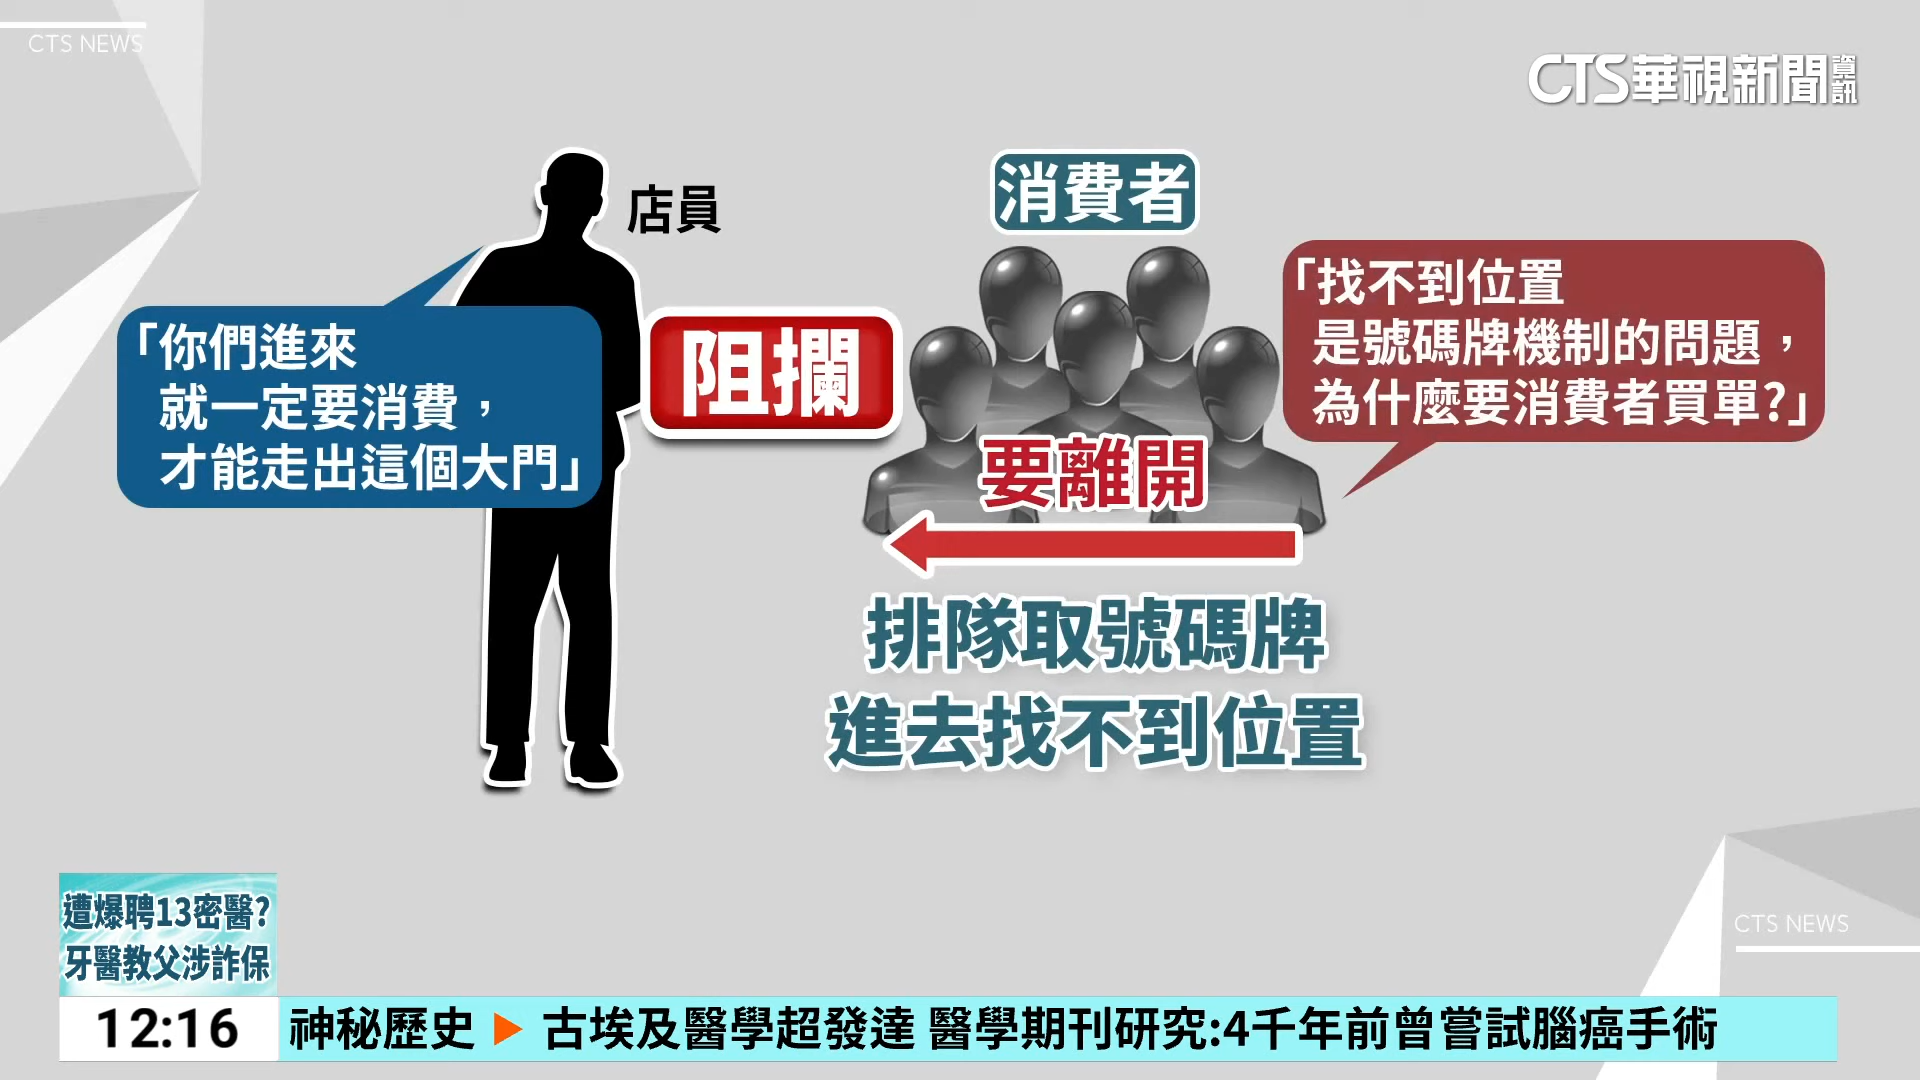 CTS NEWS
CTS華視新聞資訊
店員
「你們進來
就一定要消費，
才能走出這個大門」
阻攔
消費者
要離開
「找不到位置
是號碼牌機制的問題，
為什麼要消費者買單?」
排隊取號碼牌
進去找不到位置
CTS NEWS
遭爆聘13密醫?
牙醫教父涉詐保
12:16
神秘歷史▶古埃及醫學超發達 醫學期刊研究:4千年前曾嘗試腦癌手術